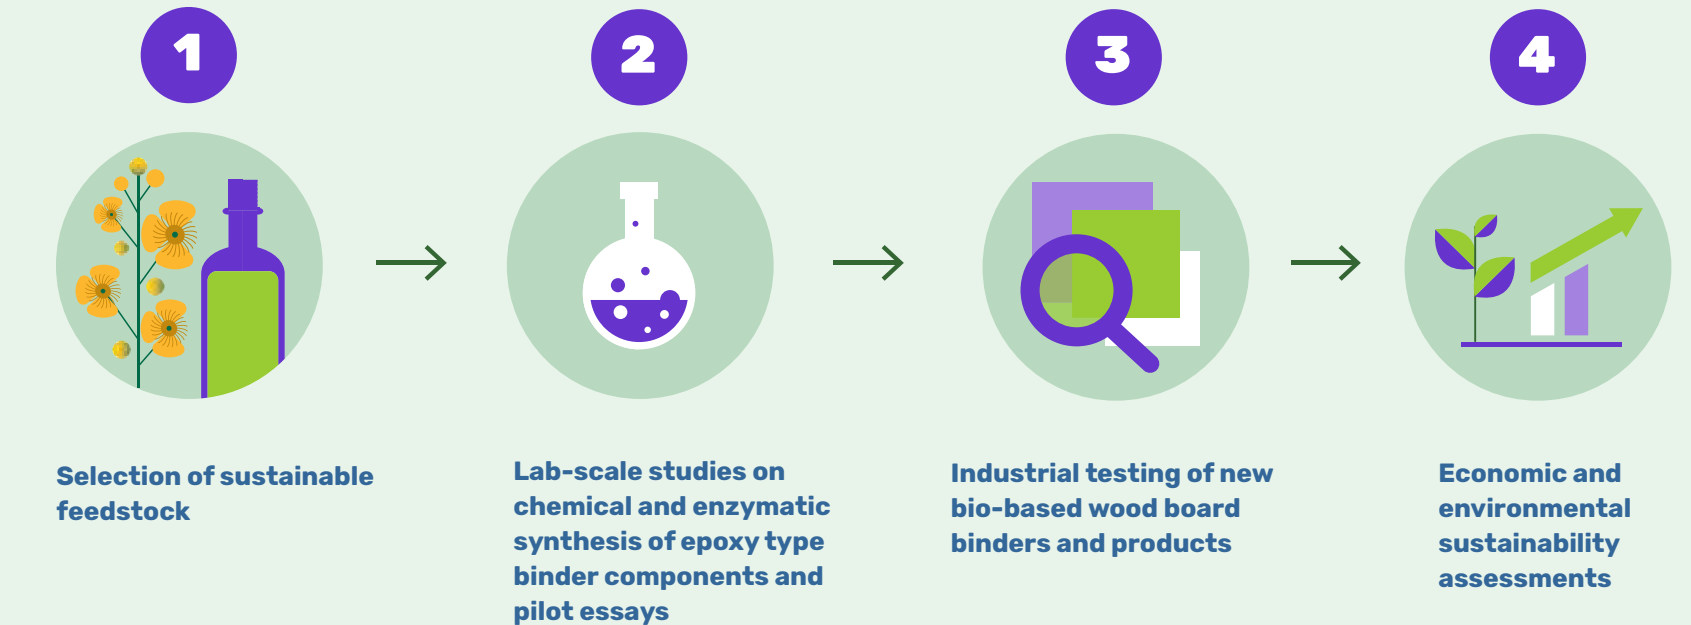 1
2
3
4
Selection of sustainable
feedstock
Lab-scale studies on
chemical and enzymatic
synthesis of epoxy type
binder components and
pilot essays
Industrial testing of new
bio-based wood board
binders and products
Economic and
environmental
sustainability
assessments